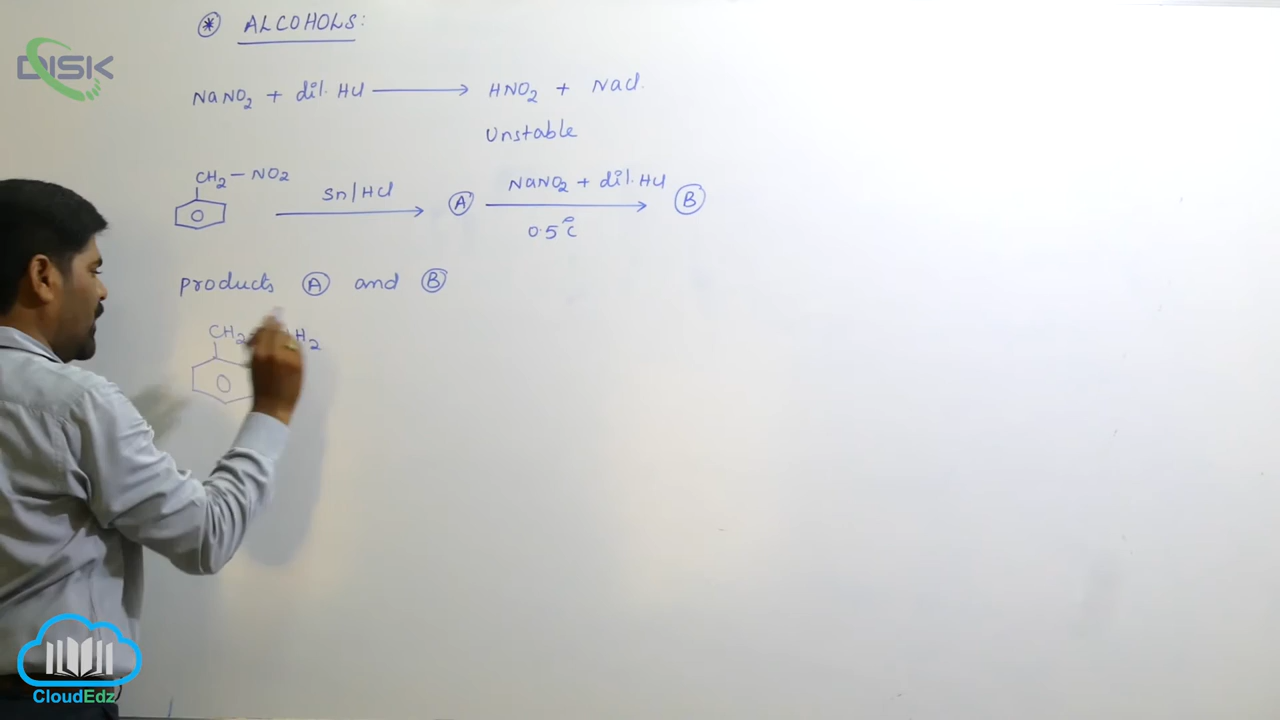 * ALCOHOLS:
DISK
NaNO2 + dil. HCl → HNO2 + NaCl.
Unstable
CH2 – NO2
Sn/HCl
A
NaNO2 + dil. HCl
B
0.5°C
products A and B
CH2 H2
CloudEdz